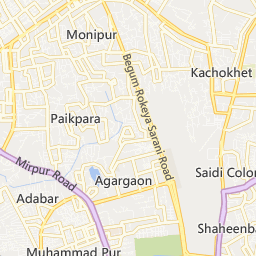 Monipur
Begum Rokeya Sarani Road
Kachokhet
Paikpara
Mirpur Road
Saidi Colon
Agargaon
Adabar
Shaheenba
Muhammad Pur